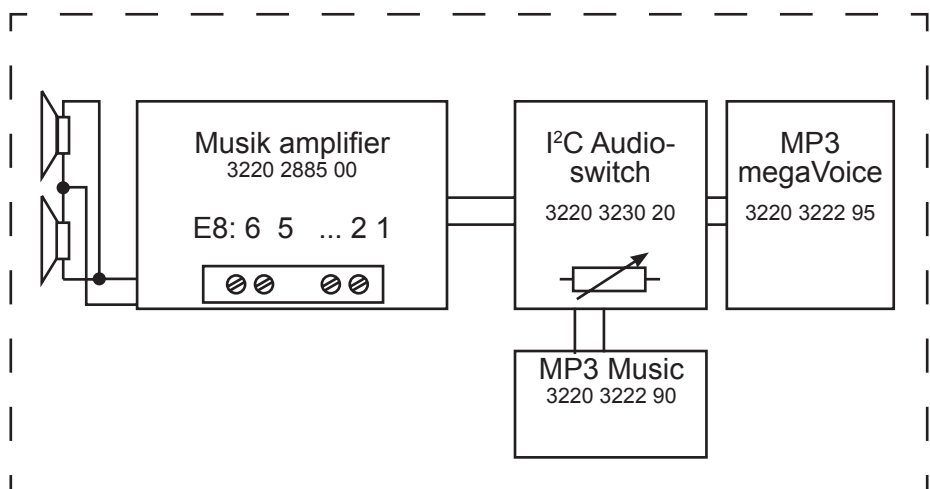 Musik amplifier
3220 2885 00
E8: 6 5 ... 2 1
I²C Audio-
switch
3220 3230 20
MP3
megaVoice
3220 3222 95
MP3 Music
3220 3222 90